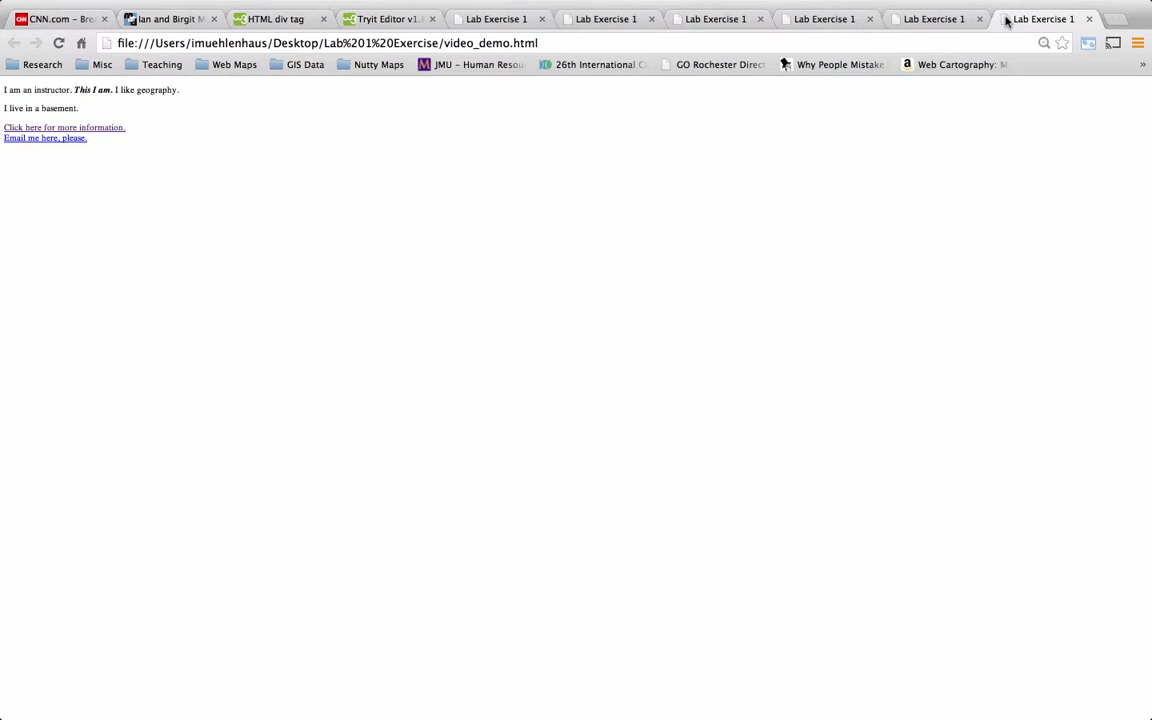 CNN.com – Brea
Ian and Birgit M
HTML div tag
Tryit Editor v1.
Lab Exercise 1
Lab Exercise 1
Lab Exercise 1
Lab Exercise 1
Lab Exercise 1
Lab Exercise 1
file:///Users/imuehlenhaus/Desktop/Lab%201%20Exercise/video_demo.html
Research
Misc
Teaching
Web Maps
GIS Data
Nutty Maps
JMU – Human Resou
26th International C
GO Rochester Direct
Why People Mistake
Web Cartography: M
I am an instructor. This I am. I like geography.
I live in a basement.
Click here for more information.
Email me here, please.